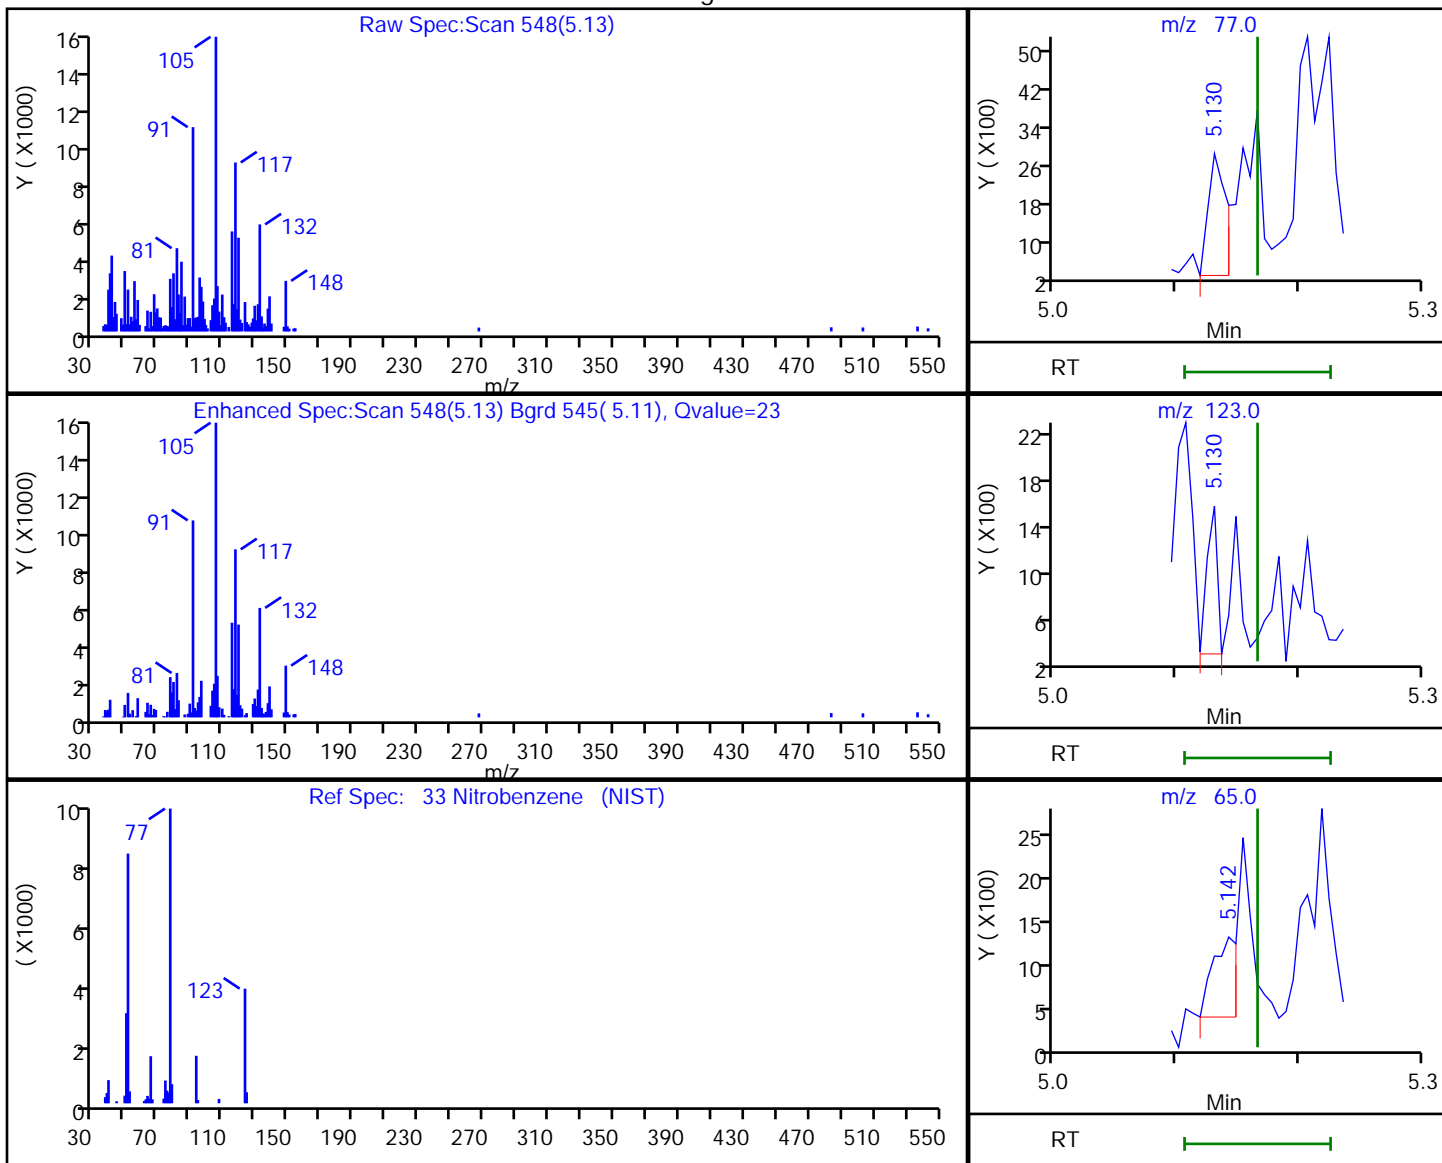 Raw Spec:Scan 548(5.13)
16
14
12
10
8
6
4
2
0
Y ( X1000)
105
91
117
132
81
148
30 70 110 150 190 230 270 310 350 390 430 470 510 550
m/z
m/z 77.0
50
42
34
26
18
10
2
Y ( X100)
5.130
5.0 5.3
Min
RT
Enhanced Spec:Scan 548(5.13) Bgrd 545( 5.11), Qvalue=23
16
14
12
10
8
6
4
2
0
Y ( X1000)
105
91
117
132
81
148
30 70 110 150 190 230 270 310 350 390 430 470 510 550
m/z
m/z 123.0
22
18
14
10
6
2
Y ( X100)
5.130
5.0 5.3
Min
RT
Ref Spec: 33 Nitrobenzene (NIST)
10
8
6
4
2
0
( X1000)
77
123
30 70 110 150 190 230 270 310 350 390 430 470 510 550
m/z 65.0
25
20
15
10
5
0
Y ( X100)
5.142
5.0 5.3
Min
RT